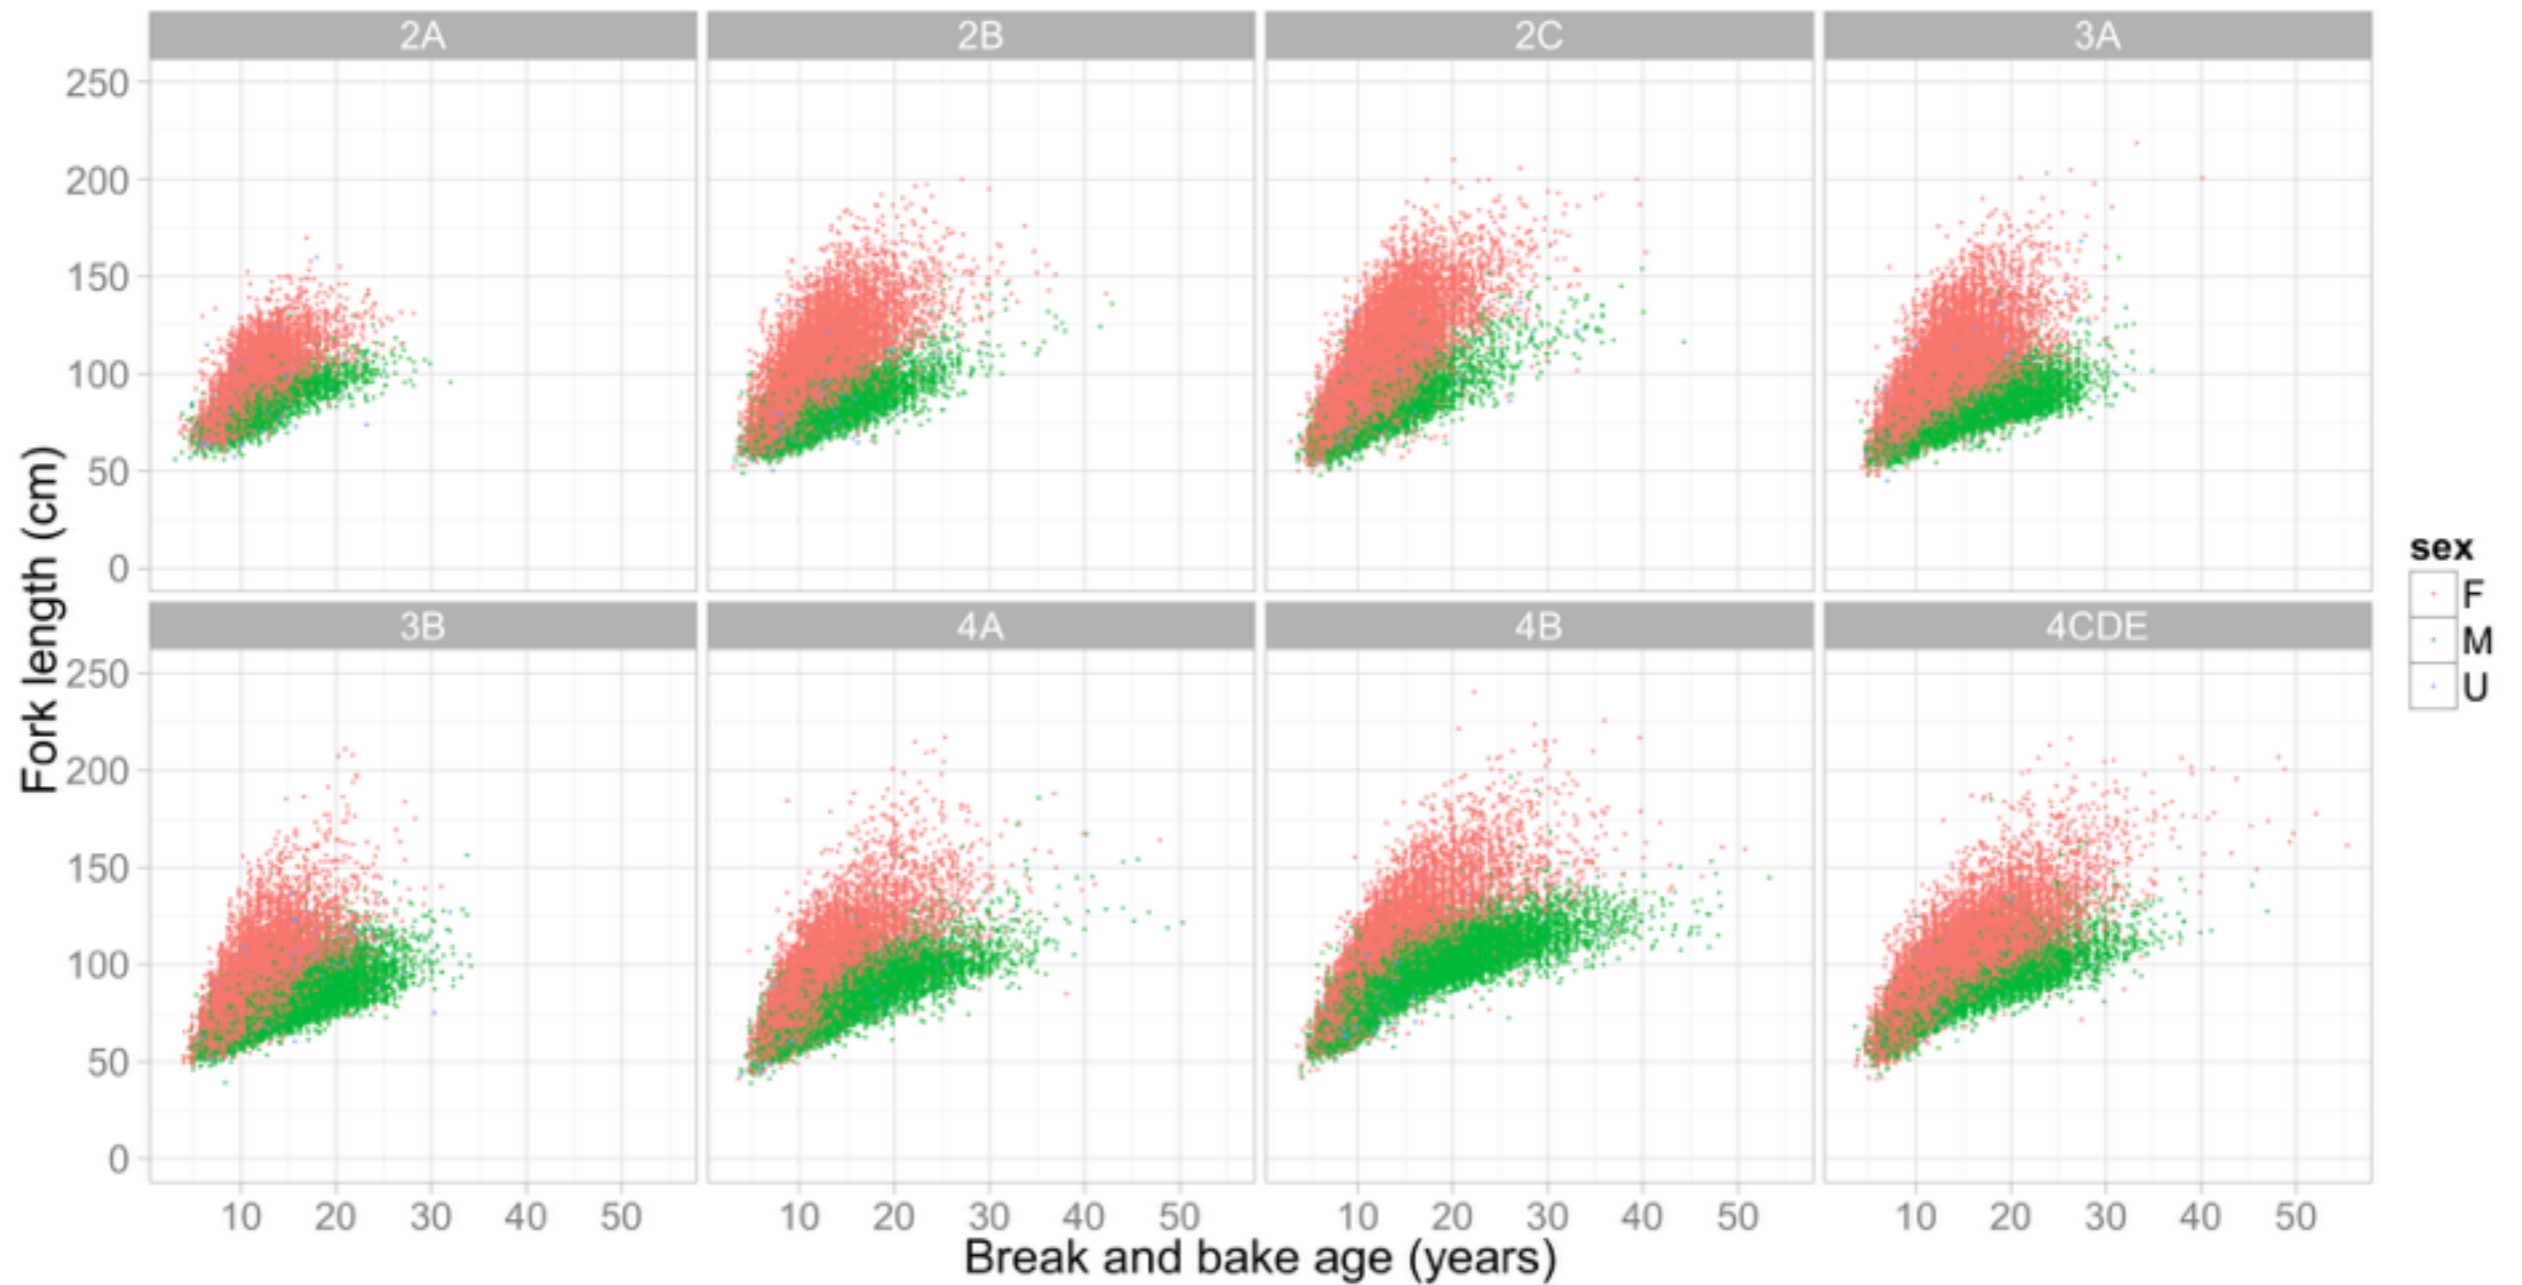 2A 2B 2C 3A
250
200
150
100
50
0
Fork length (cm)
3B 4A 4B 4CDE
250
200
150
100
50
0
10 20 30 40 50 10 20 30 40 50 10 20 30 40 50 10 20 30 40 50
Break and bake age (years)
sex
F
M
U